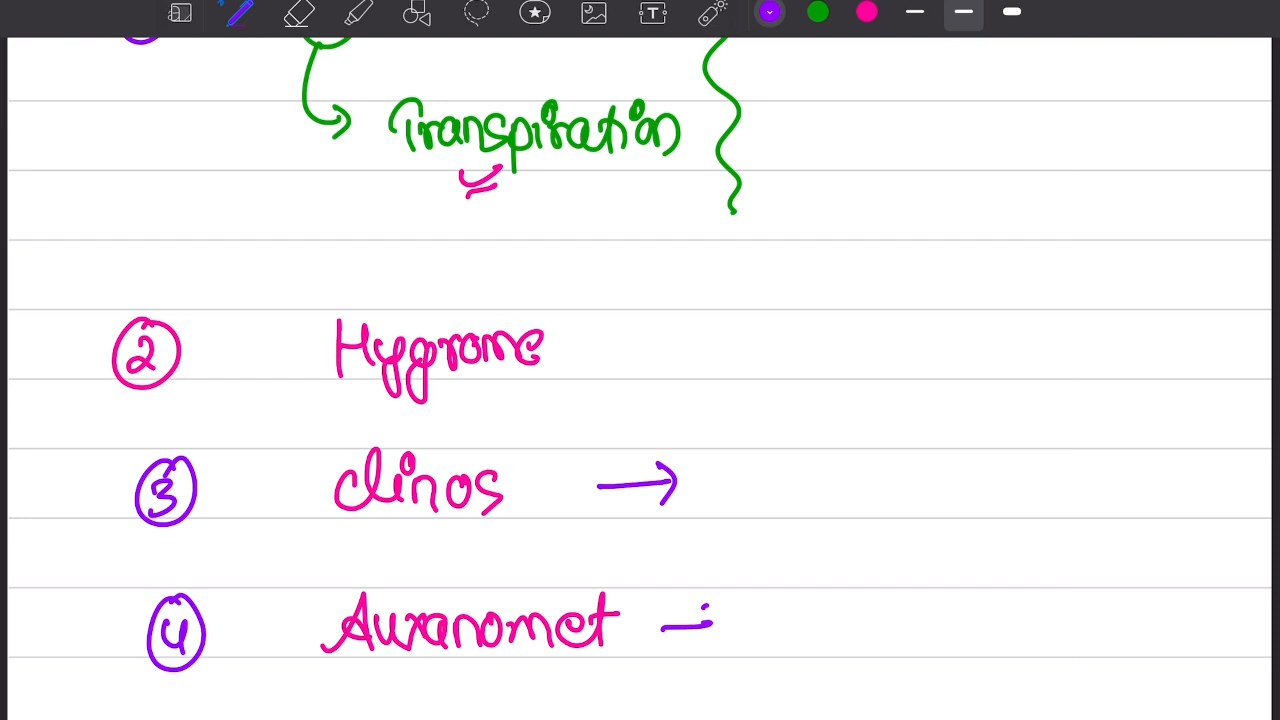 Transpiration
② Hygrome
③ clinos →
④ Auxanomet